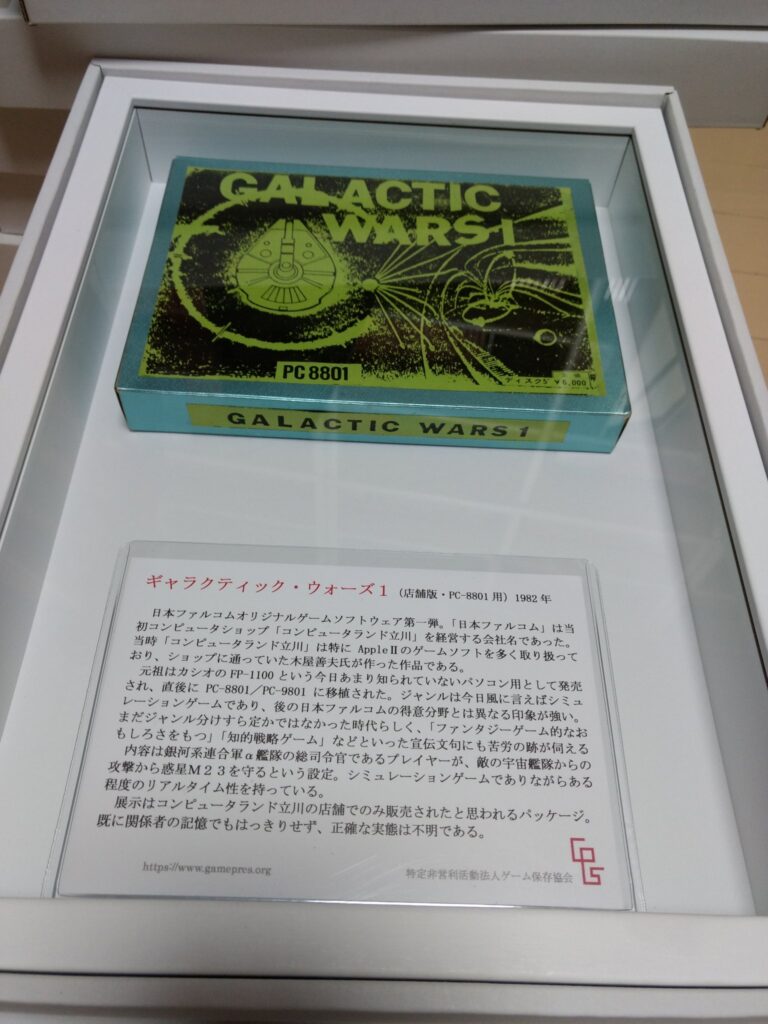 GALACTIC
WARS 1
PC 8801
ディスク5 ¥6,000
GALACTIC WARS 1
ギャラクティック・ウォーズ１（店舗版・PC-8801用）1982年
日本ファルコムオリジナルゲームソフトウェア第一弾。「日本ファルコム」は当
初コンピュータショップ「コンピュータランド立川」を経営する会社名であった。
当時「コンピュータランド立川」は特に AppleⅡのゲームソフトを多く取り扱って
おり、ショップに通っていた木屋善夫氏が作った作品である。
元祖はカシオの FP-1100 という今日あまり知られていないパソコン用として発売
され、直後に PC-8801／PC-9801 に移植された。ジャンルは今日風に言えばシミュ
レーションゲームであり、後の日本ファルコムの得意分野とは異なる印象が強い。
まだジャンル分けすら定かではなかった時代らしく、「ファンタジーゲーム的なお
もしろさをもつ」「知的戦略ゲーム」などといった宣伝文句にも苦労の跡が伺える
内容は銀河系連合軍α艦隊の総司令官であるプレイヤーが、敵の宇宙艦隊からの
攻撃から惑星Ｍ２３を守るという設定。シミュレーションゲームでありながらある
程度のリアルタイム性を持っている。
展示はコンピュータランド立川の店舗でのみ販売されたと思われるパッケージ。
既に関係者の記憶でもはっきりせず、正確な実態は不明である。
https://www.gamepres.org
特定非営利活動法人ゲーム保存協会
GPS